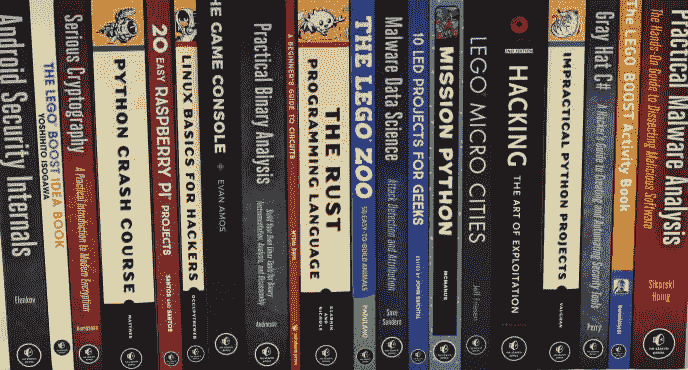 Android Security Internals
Elenkov
THE LEGO BOOST IDEA BOOK
YOSHIHITO ISOGAWA
Serious Cryptography
A Practical Introduction to Modern Encryption
Aumasson
PYTHON CRASH COURSE
MATTHES
20 EASY RASPBERRY PI PROJECTS
SANTOS AND SANTOS
LINUX BASICS FOR HACKERS
OCCUPYTHEWEB
THE GAME CONSOLE
EVAN AMOS
Practical Binary Analysis
Build Your Own Linux Tools for Binary
Instrumentation, Analysis, and Disassembly
Andriesse
A BEGINNER'S GUIDE TO CIRCUITS
THE RUST
PROGRAMMING LANGUAGE
KLABNIK AND
NICHOLS
THE LEGO ZOO
50 EASY-TO-BUILD ANIMALS
PADULANO
Malware Data Science
Attack Detection and Attribution
Saxe
Sanders
10 LED PROJECTS FOR GEEKS
EDITED BY JOHN BAICHTAL
MISSION PYTHON
MCMANUS
LEGO MICRO CITIES
Jeff Friesen
2ND EDITION
HACKING
THE ART OF EXPLOITATION
IMPRACTICAL PYTHON PROJECTS
VAUGHAN
Gray Hat C#
A Hacker's Guide to Creating and Automating Security Tools
Perry
The LEGO BOOST Activity Book
Practical Malware Analysis
The Hands-On Guide to Dissecting Malicious Software
Sikorski
Honig